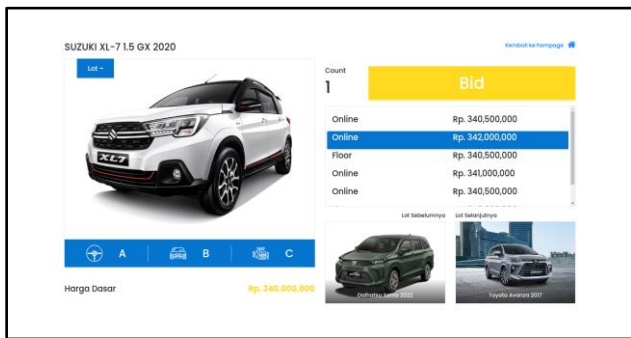 SUZUKI XL-7 1.5 GX 2020
Kembali ke hompage
Lot -
XL7
A
B
C
Harga Dasar
Rp. 340,000,000
Count
1
Bid
Online Rp. 340,500,000
Online Rp. 342,000,000
Floor Rp. 340,500,000
Online Rp. 341,000,000
Online Rp. 340,500,000
Lot Sebelumnya
Lot Selanjutnya
Daihatsu Xenia 2022
Toyota Avanza 2017